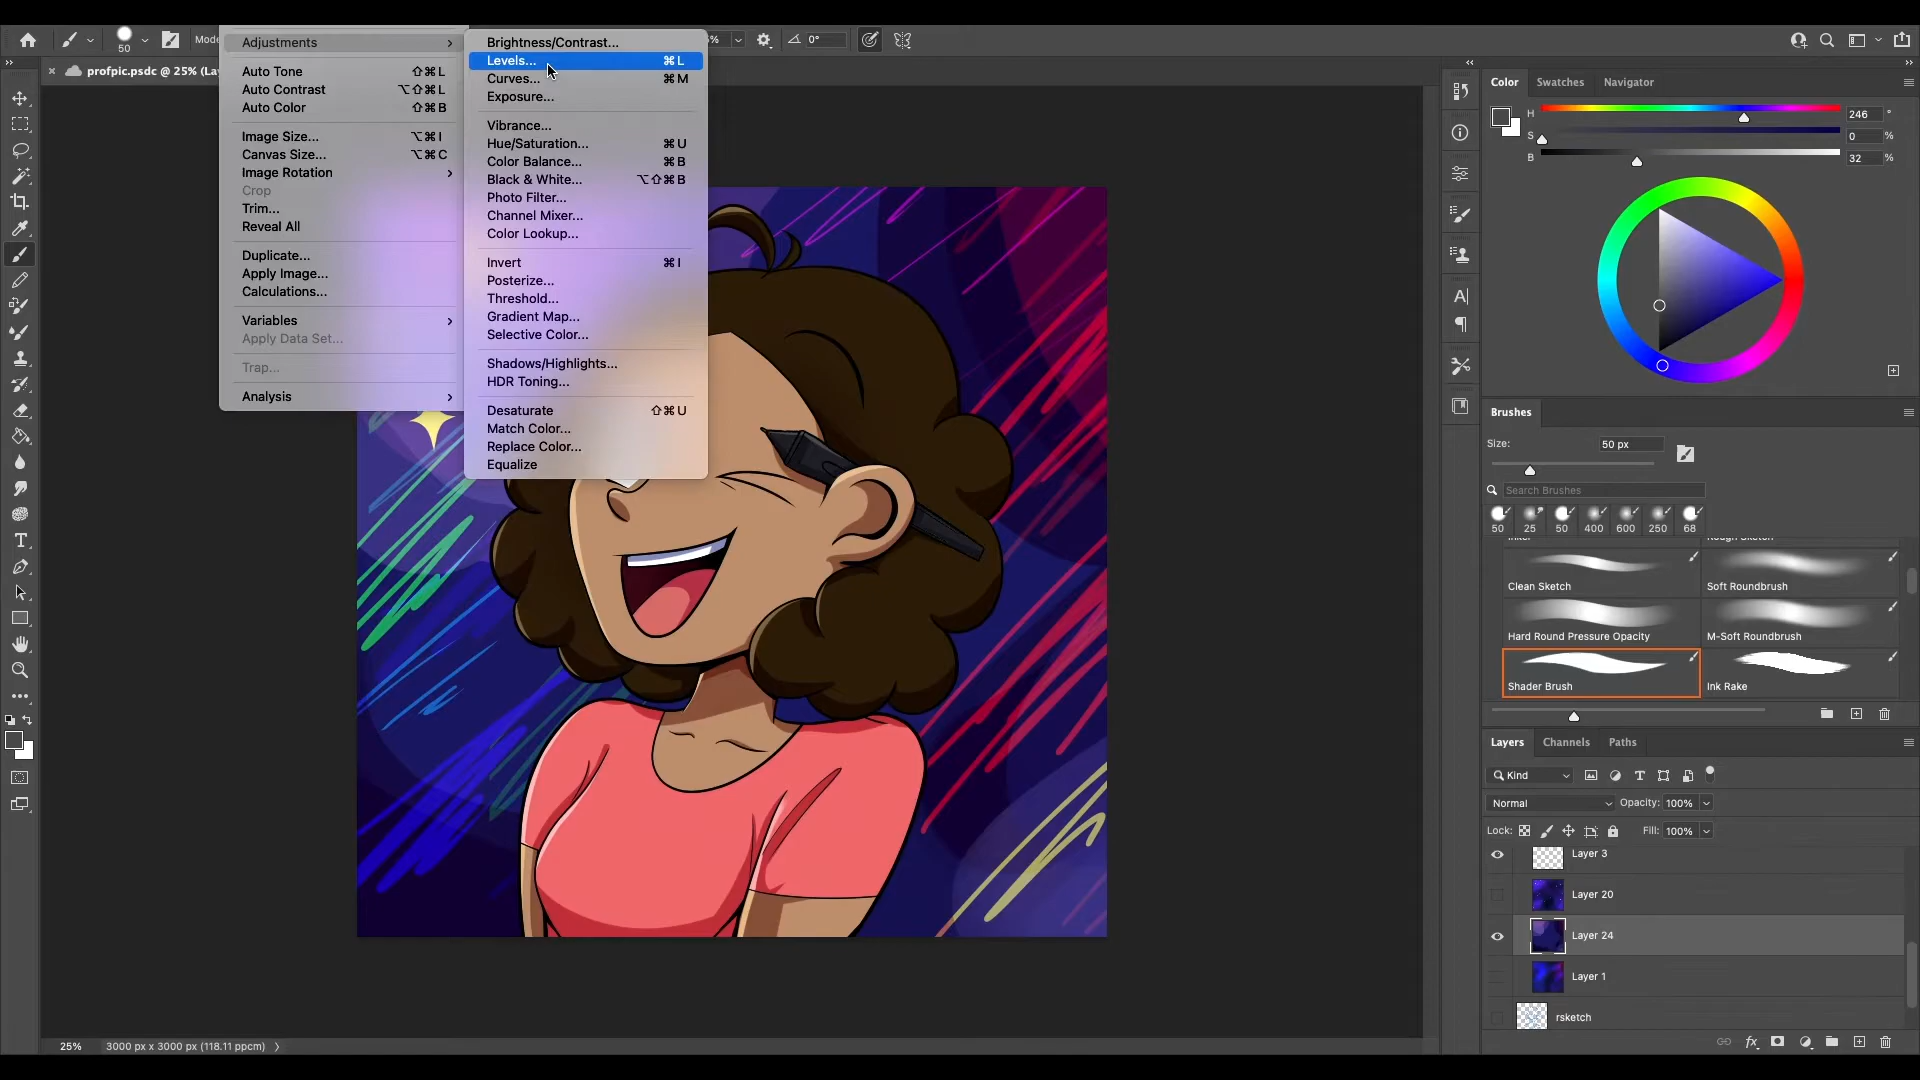 50
Mode
%
0°
profpic.psdc @ 25% (La
Adjustments
Auto Tone ⇧⌘L
Auto Contrast ⌥⇧⌘L
Auto Color ⇧⌘B
Image Size... ⌥⌘I
Canvas Size... ⌥⌘C
Image Rotation
Crop
Trim...
Reveal All
Duplicate...
Apply Image...
Calculations...
Variables
Apply Data Set...
Trap...
Analysis
Brightness/Contrast...
Levels... ⌘L
Curves... ⌘M
Exposure...
Vibrance...
Hue/Saturation... ⌘U
Color Balance... ⌘B
Black & White... ⌥⇧⌘B
Photo Filter...
Channel Mixer...
Color Lookup...
Invert ⌘I
Posterize...
Threshold...
Gradient Map...
Selective Color...
Shadows/Highlights...
HDR Toning...
Desaturate ⇧⌘U
Match Color...
Replace Color...
Equalize
Color Swatches Navigator
H 246 °
S 0 %
B 32 %
Brushes
Size: 50 px
Search Brushes
50 25 50 400 600 250 68
Clean Sketch Soft Roundbrush
Hard Round Pressure Opacity M-Soft Roundbrush
Shader Brush Ink Rake
Layers Channels Paths
Kind
Normal Opacity: 100%
Lock: Fill: 100%
Layer 3
Layer 20
Layer 24
Layer 1
rsketch
25% 3000 px x 3000 px (118.11 ppcm)